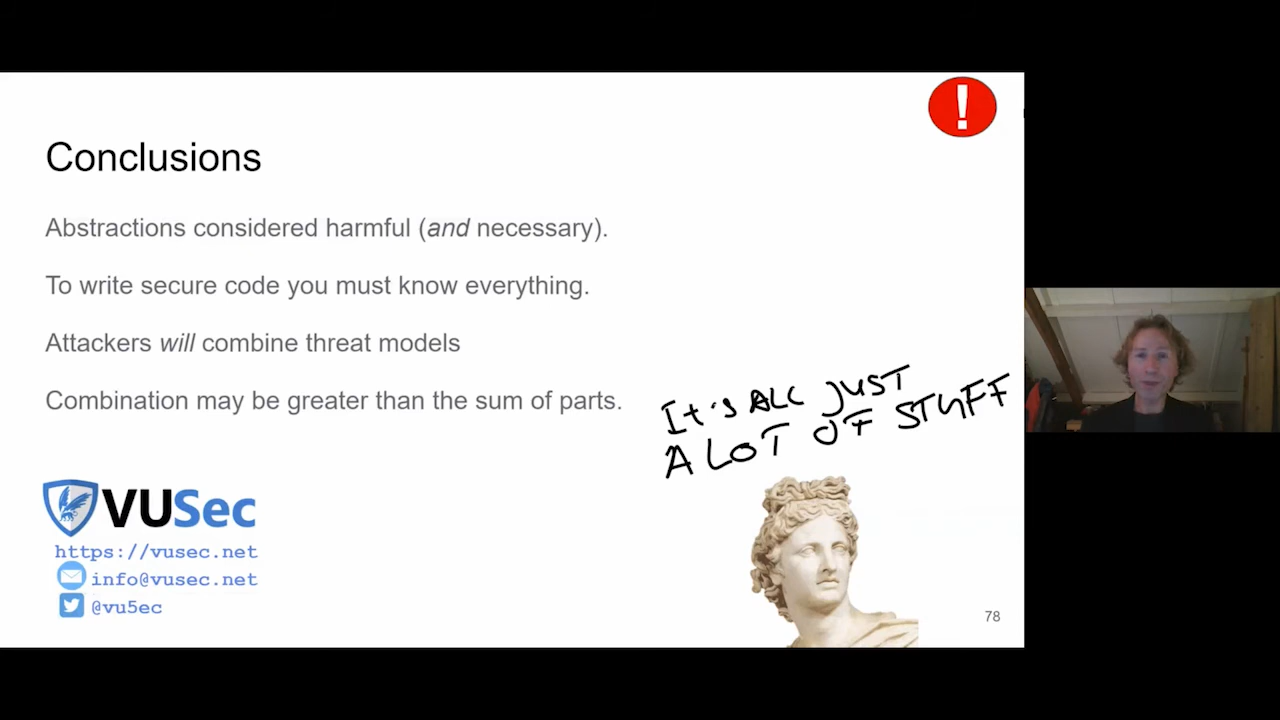 !
Conclusions
Abstractions considered harmful (and necessary).
To write secure code you must know everything.
Attackers will combine threat models
Combination may be greater than the sum of parts.
It's ALL JUST
A LOT OF STUFF
VUSec
https://vusec.net
info@vusec.net
@vu5ec
78